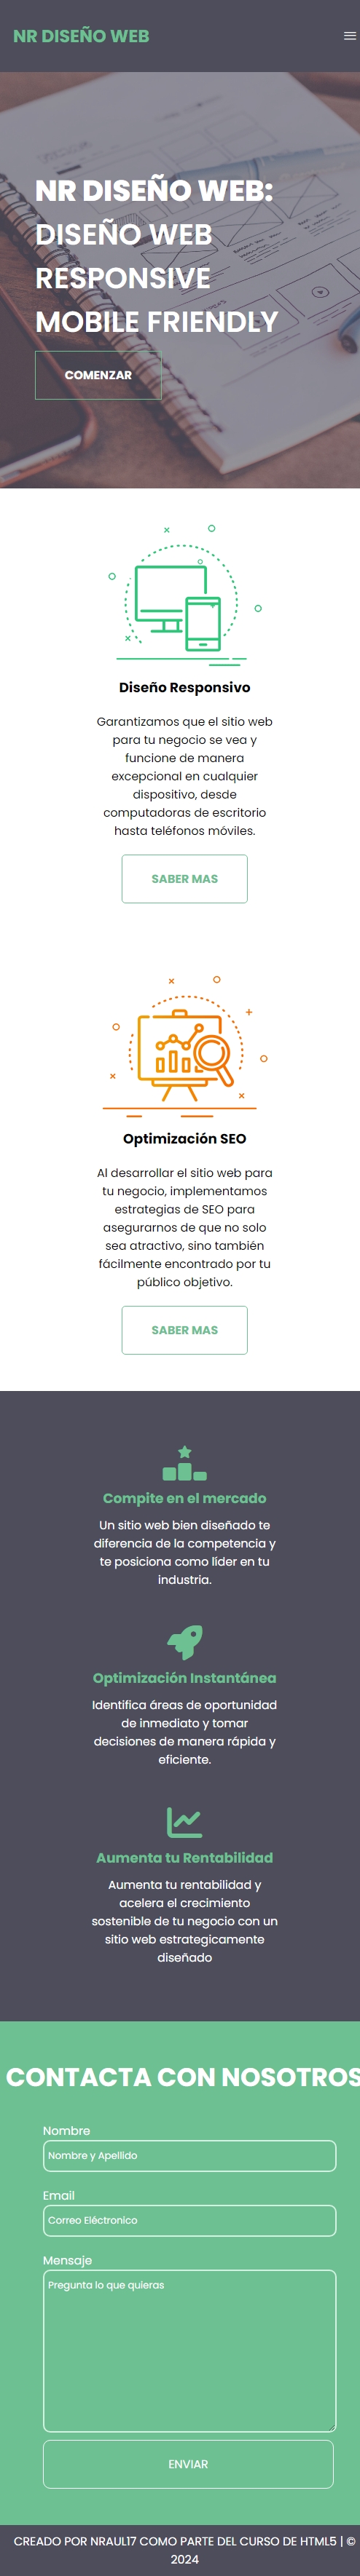 NR DISEÑO WEB
NR DISEÑO WEB:
DISEÑO WEB
RESPONSIVE
MOBILE FRIENDLY
COMENZAR
Diseño Responsivo
Garantizamos que el sitio web
para tu negocio se vea y
funcione de manera
excepcional en cualquier
dispositivo, desde
computadoras de escritorio
hasta teléfonos móviles.
SABER MAS
Optimización SEO
Al desarrollar el sitio web para
tu negocio, implementamos
estrategias de SEO para
asegurarnos de que no solo
sea atractivo, sino también
fácilmente encontrado por tu
público objetivo.
SABER MAS
Compite en el mercado
Un sitio web bien diseñado te
diferencia de la competencia y
te posiciona como líder en tu
industria.
Optimización Instantánea
Identifica áreas de oportunidad
de inmediato y tomar
decisiones de manera rápida y
eficiente.
Aumenta tu Rentabilidad
Aumenta tu rentabilidad y
acelera el crecimiento
sostenible de tu negocio con un
sitio web estrategicamente
diseñado
CONTACTA CON NOSOTROS
Nombre
Nombre y Apellido
Email
Correo Eléctronico
Mensaje
Pregunta lo que quieras
ENVIAR
CREADO POR NRAUL17 COMO PARTE DEL CURSO DE HTML5 | ©
2024